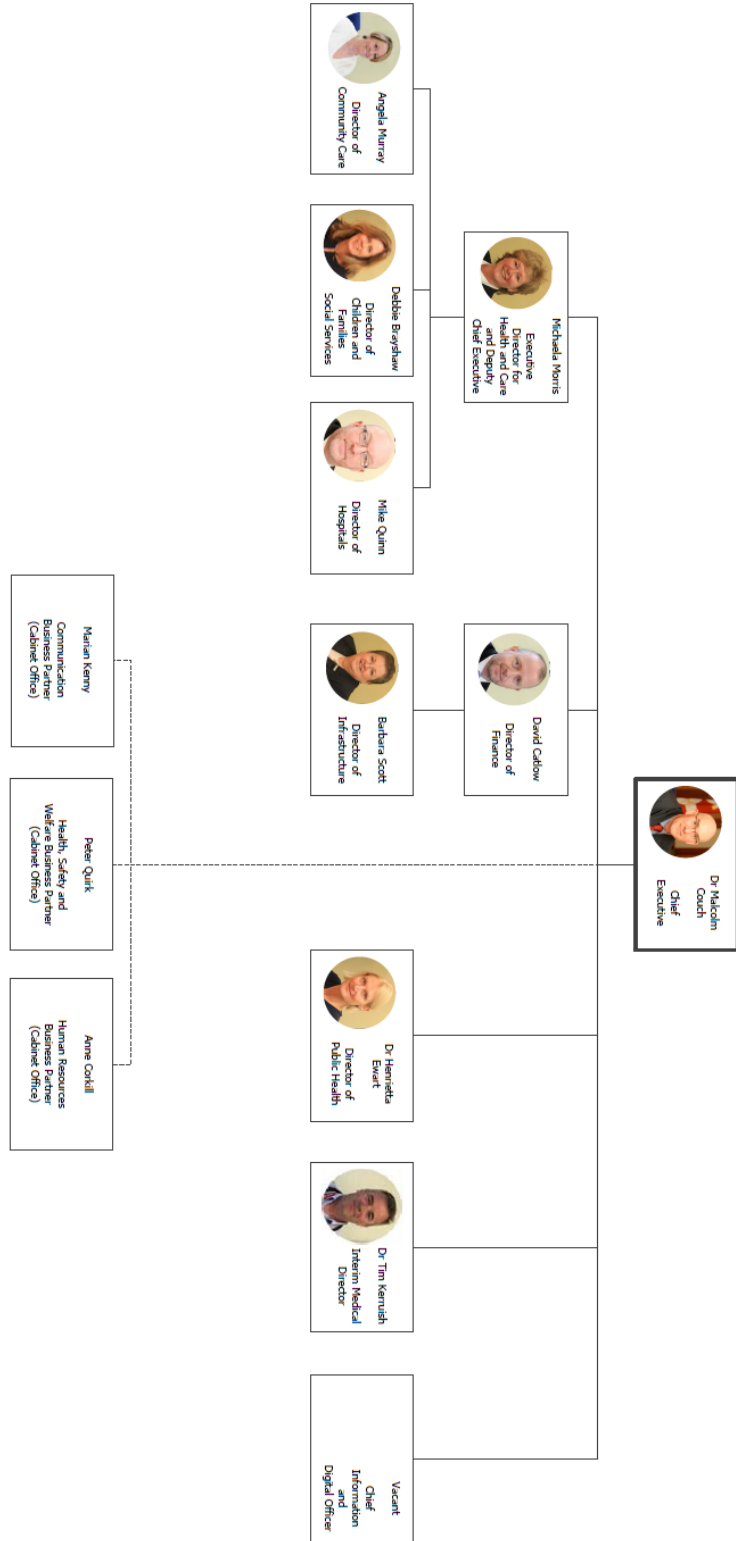 Dr Malcolm
Couch
Chief
Executive
Michaela Morris
Executive
Director for
Health and Care
and Deputy
Chief Executive
David Catlow
Director of
Finance
Angela Murray
Director of
Community Care
Debbie Brayshaw
Director of
Children and
Families
Social Services
Mike Quinn
Director of
Hospitals
Barbara Scott
Director of
Infrastructure
Dr Henrietta
Ewart
Director of
Public Health
Dr Tim Kerruish
Interim Medical
Director
Vacant
Chief
Information
and
Digital Officer
Marian Kenny
Communication
Business Partner
(Cabinet Office)
Peter Quirk
Health, Safety and
Welfare Business Partner
(Cabinet Office)
Anne Corkill
Human Resources
Business Partner
(Cabinet Office)